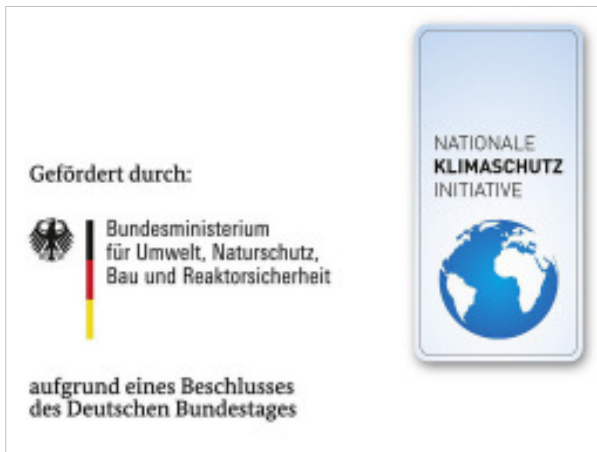 Gefördert durch:
Bundesministerium
für Umwelt, Naturschutz,
Bau und Reaktorsicherheit
aufgrund eines Beschlusses
des Deutschen Bundestages
NATIONALE
KLIMASCHUTZ
INITIATIVE